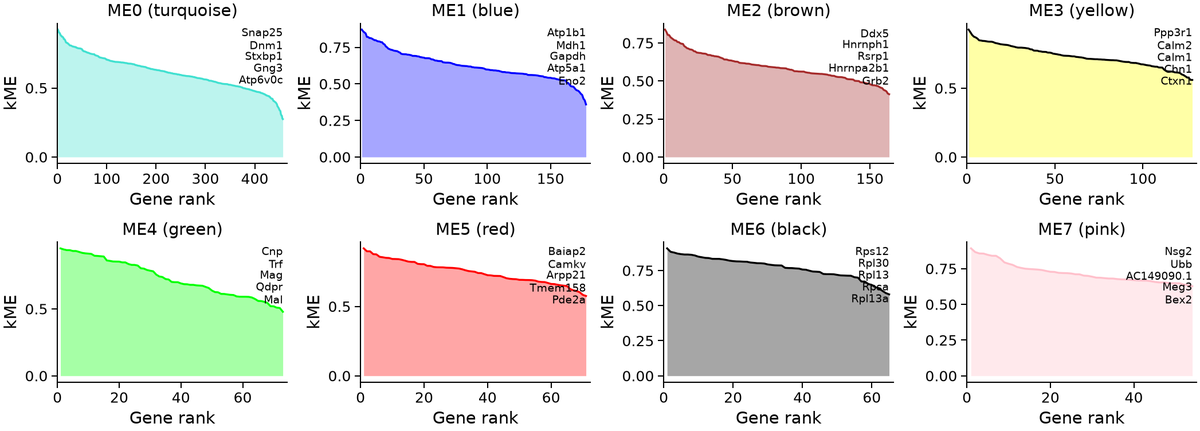 ME0 (turquoise)
kME
0.5
0.0
0
100
200
300
400
Gene rank
Snap25
Dnm1
Stxbp1
Gng3
Atp6v0c
ME1 (blue)
kME
0.75
0.50
0.25
0.00
0
50
100
150
Gene rank
Atp1b1
Mdh1
Gapdh
Atp5a1
Eno2
ME2 (brown)
kME
0.75
0.50
0.25
0.00
0
50
100
150
Gene rank
Ddx5
Hnrnph1
Rsrp1
Hnrnpa2b1
Grb2
ME3 (yellow)
kME
0.5
0.0
0
50
100
Gene rank
Ppp3r1
Calm2
Calm1
Chn1
Ctxn1
ME4 (green)
kME
0.5
0.0
0
20
40
60
Gene rank
Cnp
Trf
Mag
Qdpr
Mal
ME5 (red)
kME
0.5
0.0
0
20
40
60
Gene rank
Baiap2
Camkv
Arpp21
Tmem158
Pde2a
ME6 (black)
kME
0.75
0.50
0.25
0.00
0
20
40
60
Gene rank
Rps12
Rpl30
Rpl13
Rpsa
Rpl13a
ME7 (pink)
kME
0.75
0.50
0.25
0.00
0
20
40
Gene rank
Nsg2
Ubb
AC149090.1
Meg3
Bex2